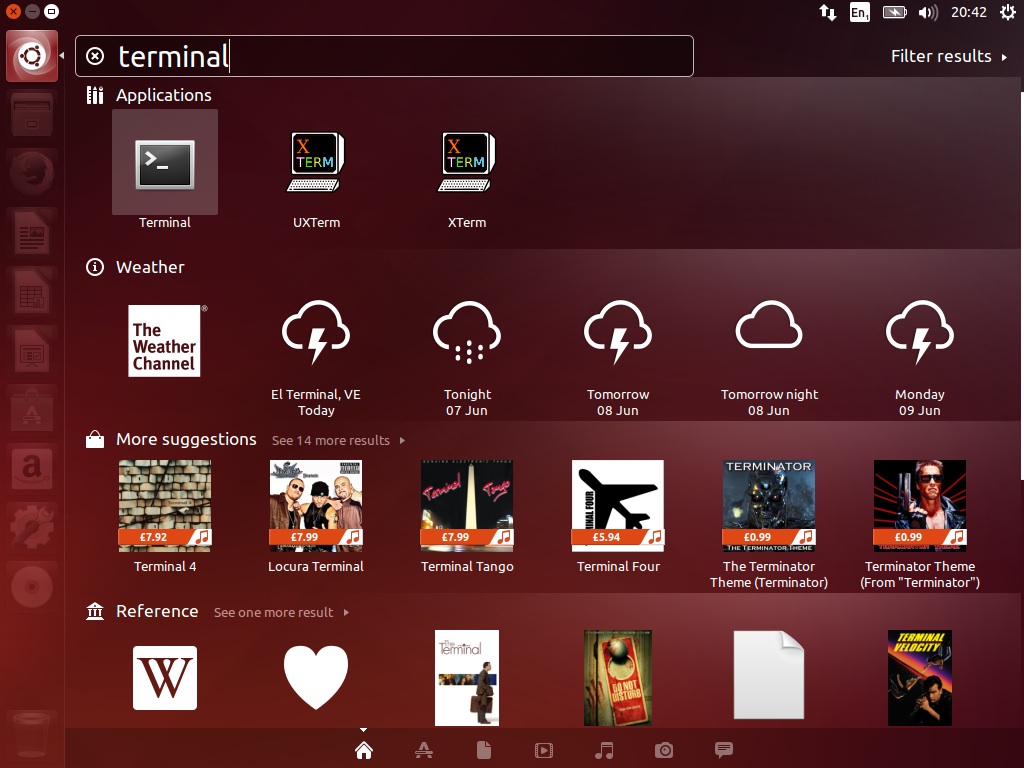 En₁
20:42
terminal
Filter results
Applications
X
TERM
X
TERM
Terminal
UXTerm
XTerm
Weather
The
Weather
Channel
®
El Terminal, VE
Today
Tonight
07 Jun
Tomorrow
08 Jun
Tomorrow night
08 Jun
Monday
09 Jun
More suggestions
See 14 more results
Terminal Tango
TERMINATOR
£7.92
£7.99
£7.99
£5.94
£0.99
£0.99
THE TERMINATOR THEME
Terminal 4
Locura Terminal
Terminal Tango
Terminal Four
The Terminator
Theme (Terminator)
Terminator Theme
(From "Terminator")
Reference
See one more result
a
W
The Terminal
DO NOT
DISTURB
TERMINAL
VELOCITY